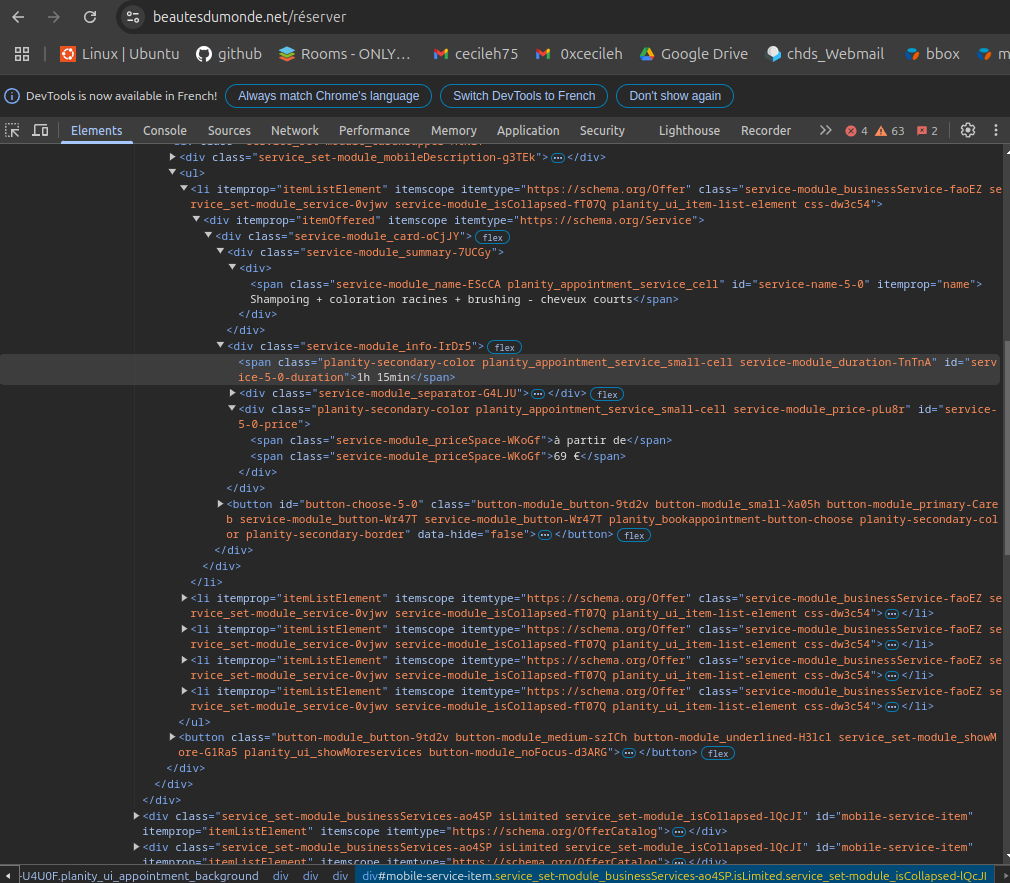 beautesdumonde.net/réserver
Linux | Ubuntu github Rooms - ONLY... cecileh75 0xcecileh Google Drive chds_Webmail bbox
DevTools is now available in French! Always match Chrome's language Switch DevTools to French Don't show again
Elements Console Sources Network Performance Memory Application Security Lighthouse Recorder 4 63 2
<div class="service_set-module_mobileDescription-g3TEk"> </div>
<ul>
<li itemprop="itemListElement" itemscope itemtype="https://schema.org/Offer" class="service-module_businessService-faoEZ se
rvice_set-module_service-0vjwv service-module_isCollapsed-fT07Q planity_ui_item-list-element css-dw3c54">
<div itemprop="itemOffered" itemscope itemtype="https://schema.org/Service">
<div class="service-module_card-oCjJY"> flex
<div class="service-module_summary-7UCGy">
<div>
<span class="service-module_name-EScCA planity_appointment_service_cell" id="service-name-5-0" itemprop="name">
Shampoing + coloration racines + brushing - cheveux courts</span>
</div>
</div>
<div class="service-module_info-IrDr5"> flex
<span class="planity-secondary-color planity_appointment_service_small-cell service-module_duration-TnTnA" id="serv
ice-5-0-duration">1h 15min</span>
<div class="service-module_separator-G4LJU"> </div> flex
<div class="planity-secondary-color planity_appointment_service_small-cell service-module_price-pLu8r" id="service-
5-0-price">
<span class="service-module_priceSpace-WKoGf">à partir de</span>
<span class="service-module_priceSpace-WKoGf">69 €</span>
</div>
</div>
<button id="button-choose-5-0" class="button-module_button-9td2v button-module_small-Xa05h button-module_primary-Care
b service-module_button-Wr47T service-module_button-Wr47T planity_bookappointment-button-choose planity-secondary-col
or planity-secondary-border" data-hide="false"> </button> flex
</div>
</div>
</li>
<li itemprop="itemListElement" itemscope itemtype="https://schema.org/Offer" class="service-module_businessService-faoEZ se
rvice_set-module_service-0vjwv service-module_isCollapsed-fT07Q planity_ui_item-list-element css-dw3c54"> </li>
<li itemprop="itemListElement" itemscope itemtype="https://schema.org/Offer" class="service-module_businessService-faoEZ se
rvice_set-module_service-0vjwv service-module_isCollapsed-fT07Q planity_ui_item-list-element css-dw3c54"> </li>
<li itemprop="itemListElement" itemscope itemtype="https://schema.org/Offer" class="service-module_businessService-faoEZ se
rvice_set-module_service-0vjwv service-module_isCollapsed-fT07Q planity_ui_item-list-element css-dw3c54"> </li>
<li itemprop="itemListElement" itemscope itemtype="https://schema.org/Offer" class="service-module_businessService-faoEZ se
rvice_set-module_service-0vjwv service-module_isCollapsed-fT07Q planity_ui_item-list-element css-dw3c54"> </li>
</ul>
<button class="button-module_button-9td2v button-module_medium-szICh button-module_underlined-H3lcl service_set-module_showM
ore-G1Ra5 planity_ui_showMoreservices button-module_noFocus-d3ARG"> </button> flex
</div>
</div>
</div>
<div class="service_set-module_businessServices-ao4SP isLimited service-set-module_isCollapsed-lQcJI" id="mobile-service-item"
itemprop="itemListElement" itemscope itemtype="https://schema.org/OfferCatalog"> </div>
<div class="service_set-module_businessServices-ao4SP isLimited service_set-module_isCollapsed-lQcJI" id="mobile-service-item"
itemprop="itemListElement" itemscope itemtype="https://schema.org/OfferCatalog"> </div>
-U4U0F.planity_ui_appointment_background div div div div#mobile-service-item.service_set-module_businessServices-ao4SP.isLimited.service_set-module_isCollapsed-lQcJI